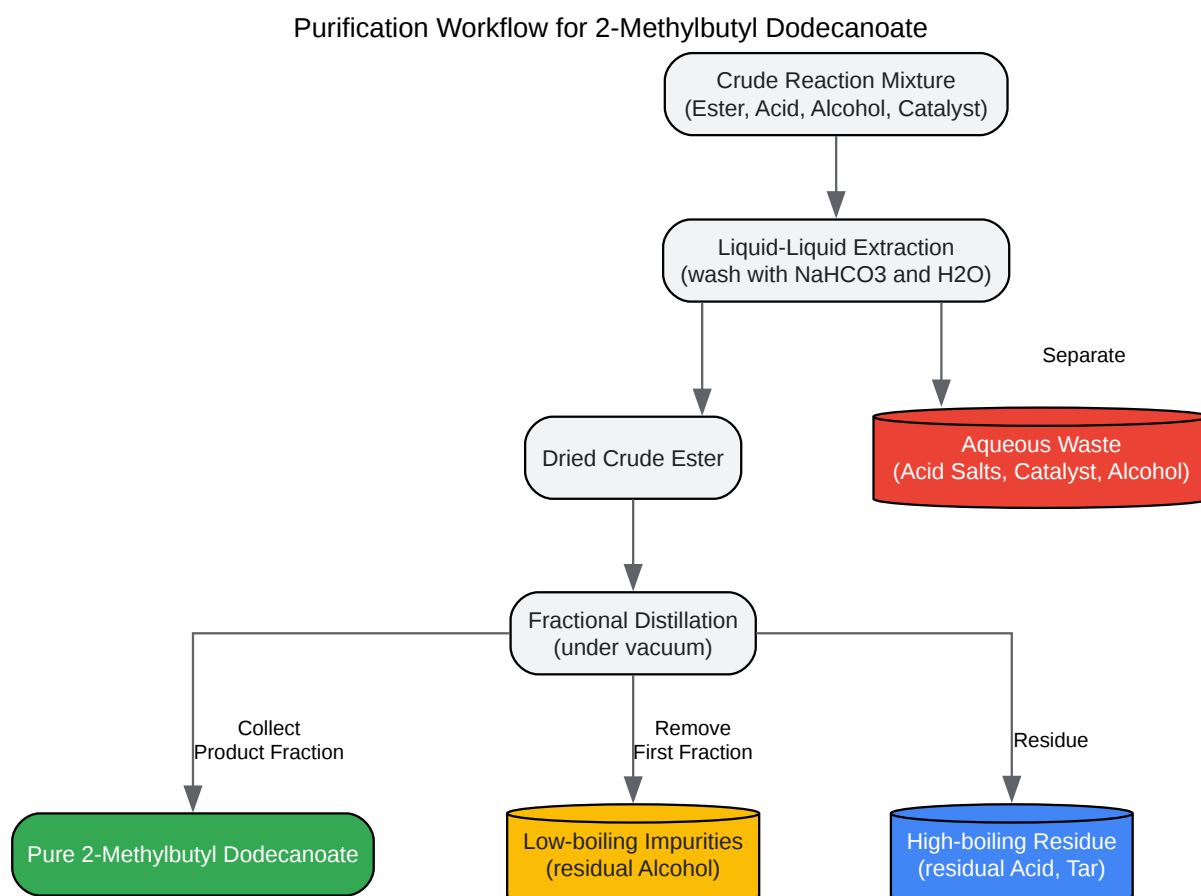 Purification Workflow for 2-Methylbutyl Dodecanoate
Crude Reaction Mixture
(Ester, Acid, Alcohol, Catalyst)
Liquid-Liquid Extraction
(wash with NaHCO3 and H2O)
Separate
Dried Crude Ester
Aqueous Waste
(Acid Salts, Catalyst, Alcohol)
Fractional Distillation
(under vacuum)
Collect
Product Fraction
Remove
First Fraction
Residue
Pure 2-Methylbutyl Dodecanoate
Low-boiling Impurities
(residual Alcohol)
High-boiling Residue
(residual Acid, Tar)